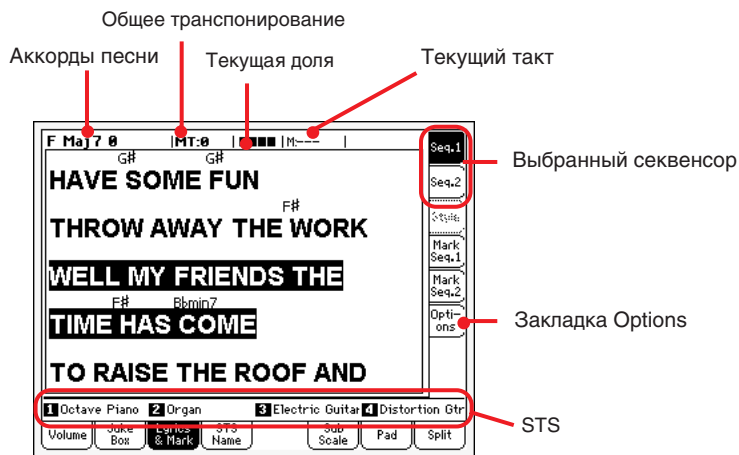 Общее транспонирование
Аккорды песни
Текущая доля
Текущий такт
F Maj7 0 |MT:0 | |M:--- |
G# G#
HAVE SOME FUN
F#
THROW AWAY THE WORK
WELL MY FRIENDS THE
F# Bbmin7
TIME HAS COME
TO RAISE THE ROOF AND
1 Octave Piano 2 Organ 3 Electric Guitar 4 Distortion Gtr
Volume
Juke
Box
Lyrics
& Mark
STS
Name
Sub
Scale
Pad
Split
Seq.1
Seq.2
Style
Mark
Seq.1
Mark
Seq.2
Opti-
ons
Выбранный секвенсор
Закладка Options
STS